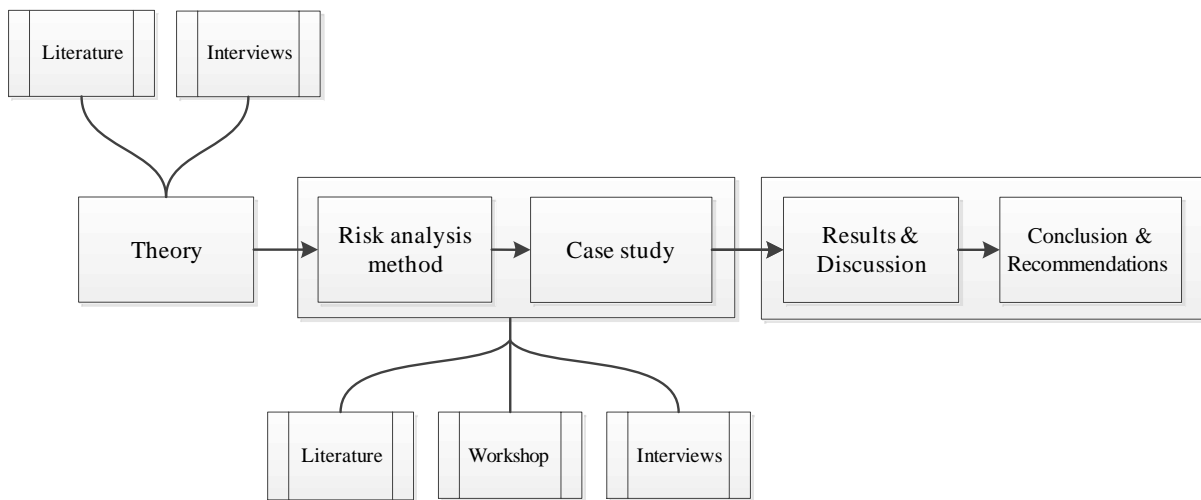 Literature
Interviews
Theory
Risk analysis
method
Case study
Results &
Discussion
Conclusion &
Recommendations
Literature
Workshop
Interviews